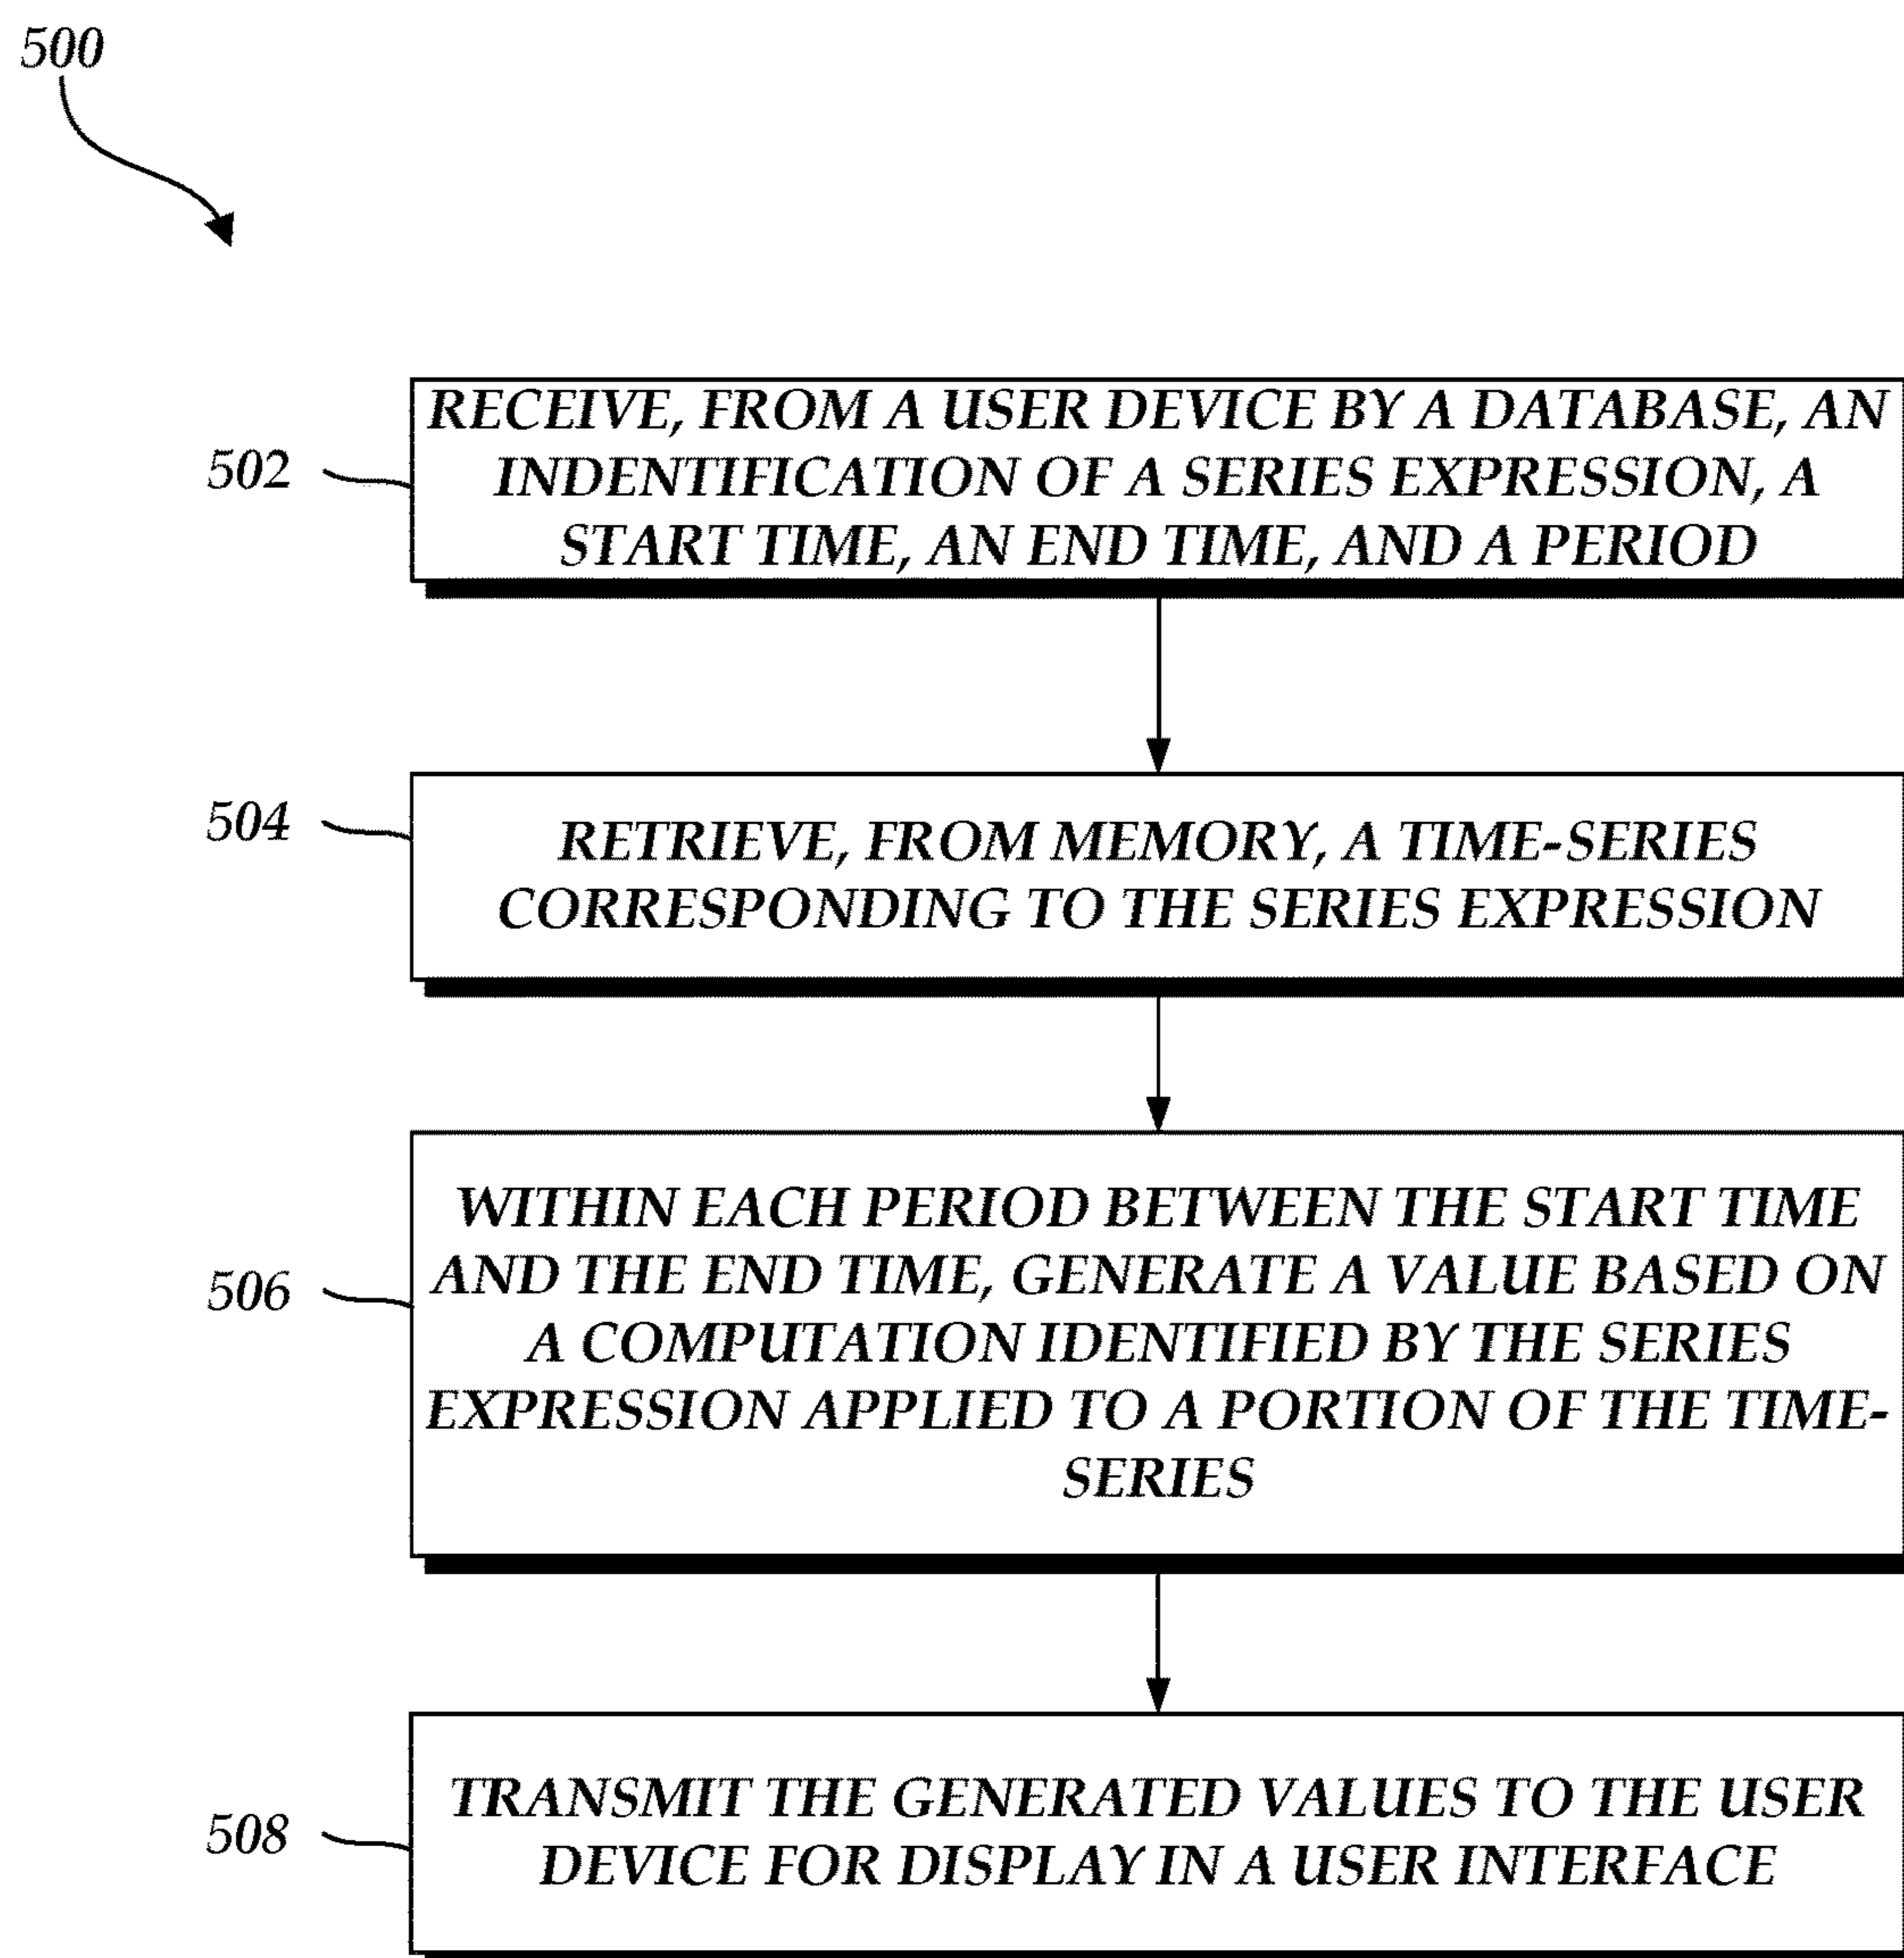 500
502
RECEIVE, FROM A USER DEVICE BY A DATABASE, AN
INDENTIFICATION OF A SERIES EXPRESSION, A
START TIME, AN END TIME, AND A PERIOD
504
RETRIEVE, FROM MEMORY, A TIME-SERIES
CORRESPONDING TO THE SERIES EXPRESSION
506
WITHIN EACH PERIOD BETWEEN THE START TIME
AND THE END TIME, GENERATE A VALUE BASED ON
A COMPUTATION IDENTIFIED BY THE SERIES
EXPRESSION APPLIED TO A PORTION OF THE TIME-
SERIES
508
TRANSMIT THE GENERATED VALUES TO THE USER
DEVICE FOR DISPLAY IN A USER INTERFACE